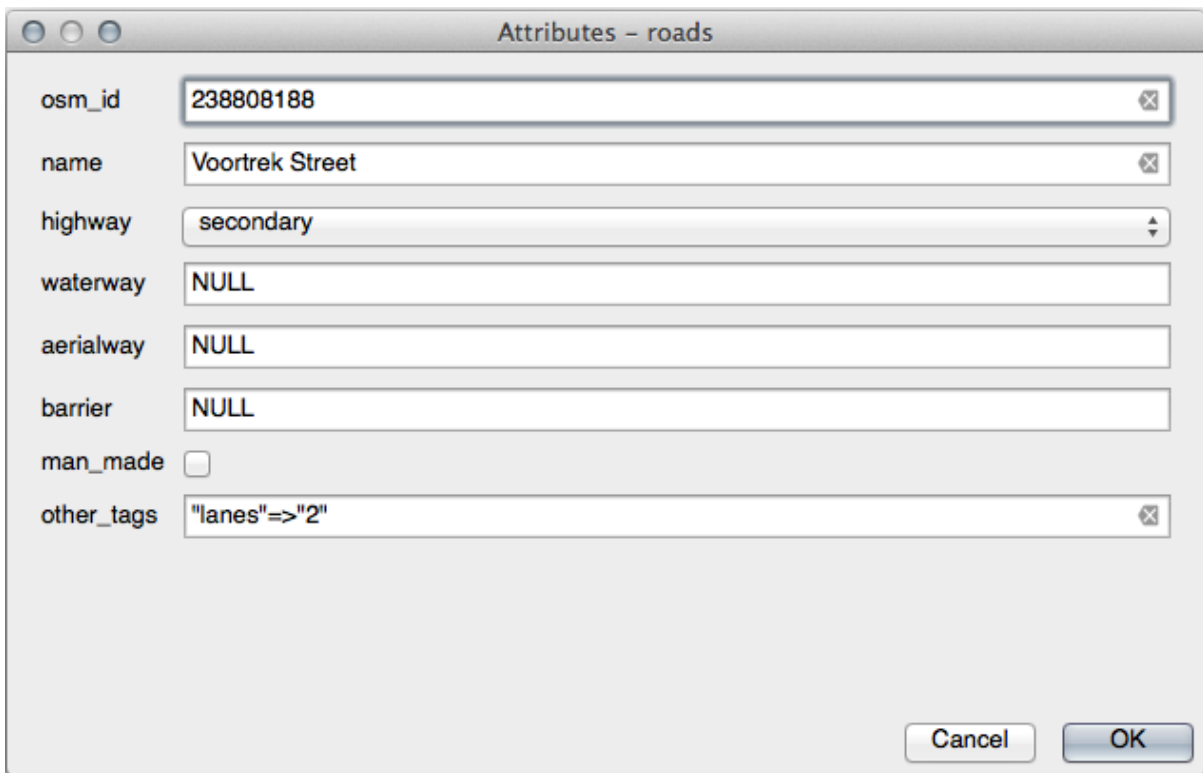 Attributes – roads
osm_id 238808188
name Voortrek Street
highway secondary
waterway NULL
aerialway NULL
barrier NULL
man_made
other_tags "lanes"=>"2"
Cancel OK